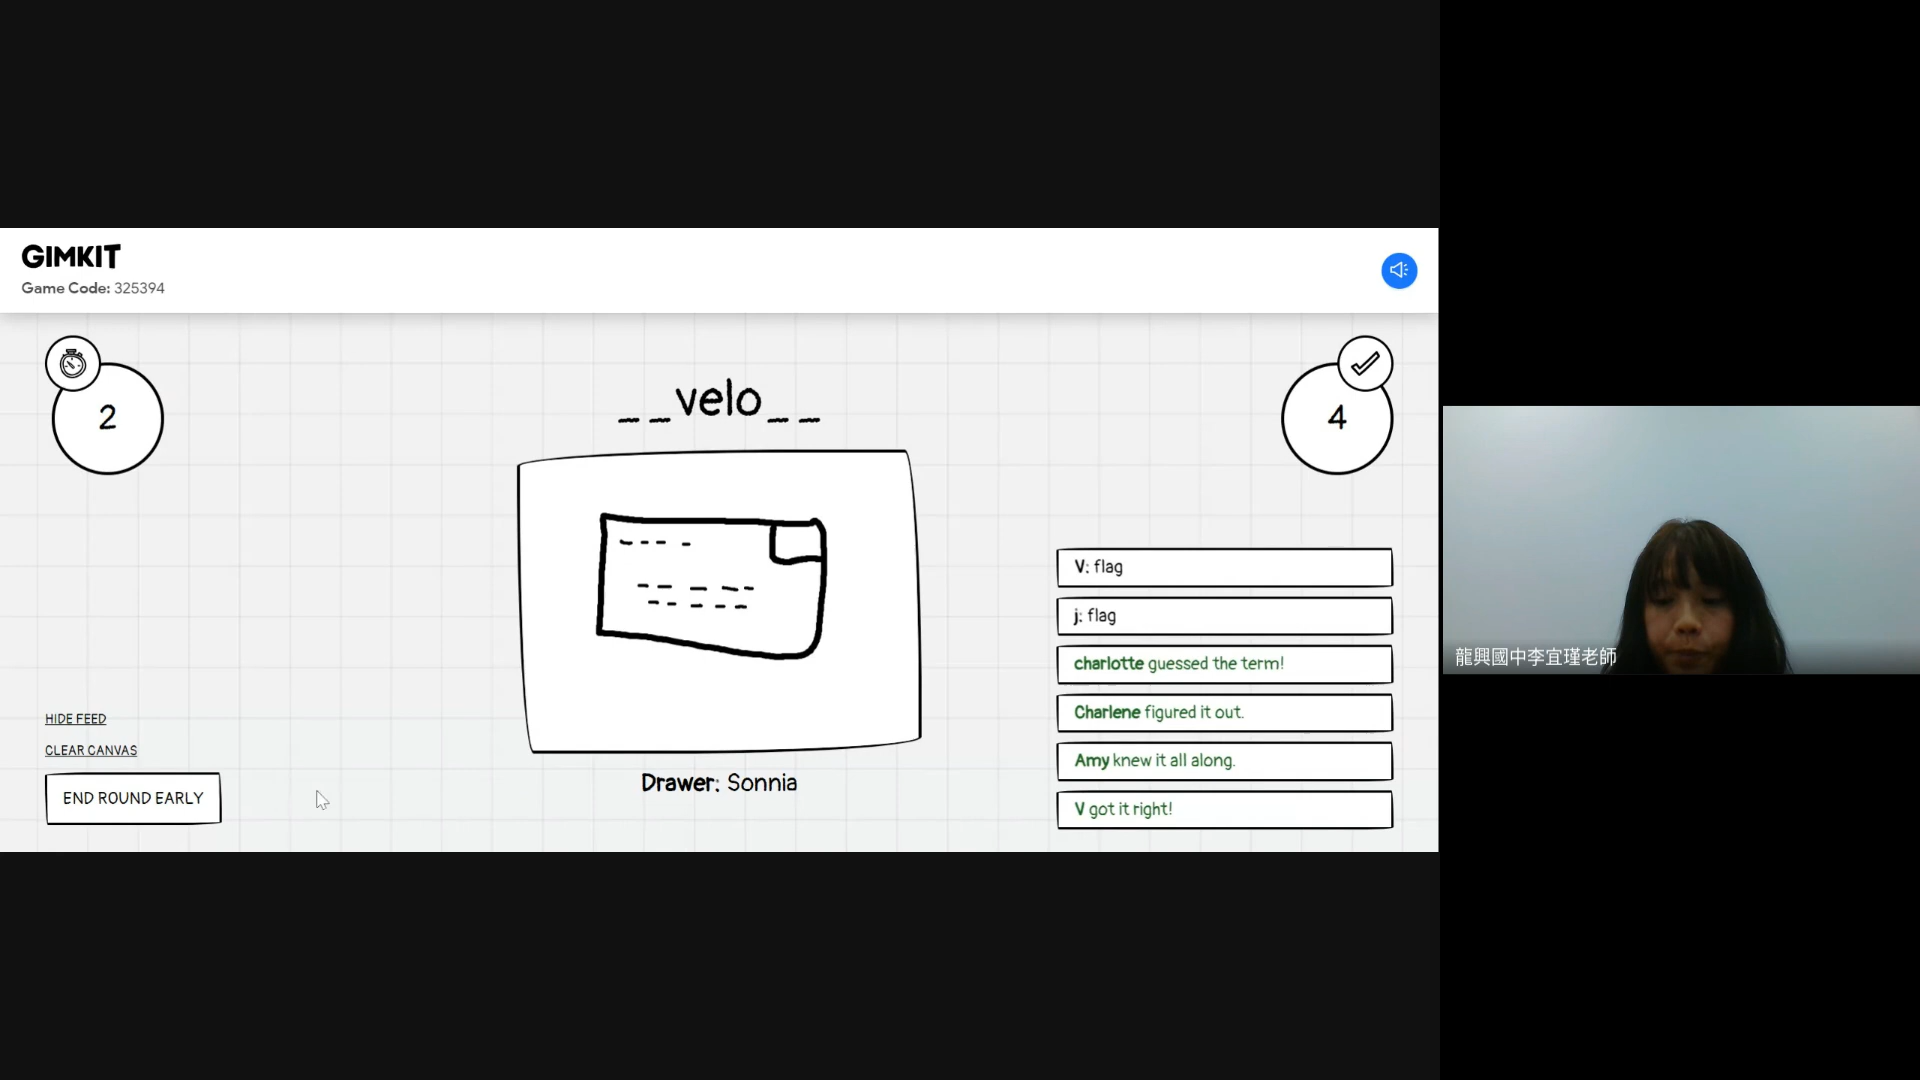 GIMKIT
Game Code: 325394
2
__velo__
4
V: flag
j: flag
charlotte guessed the term!
Charlene figured it out.
Amy knew it all along.
V got it right!
HIDE FEED
CLEAR CANVAS
END ROUND EARLY
Drawer: Sonnia
龍興國中李宜瑾老師